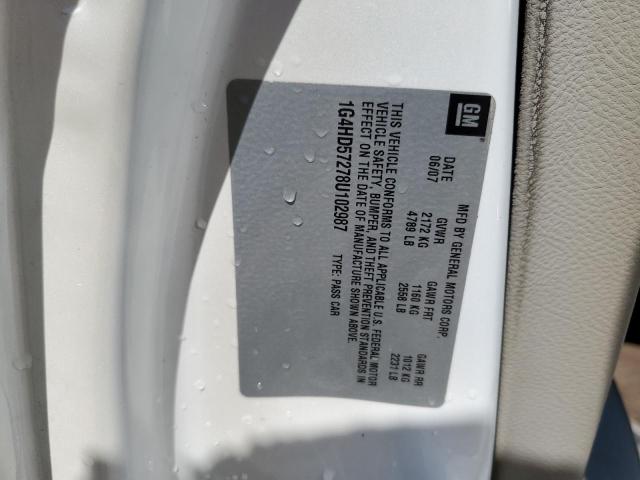 GM
MFD BY GENERAL MOTORS CORP.
DATE GVWR GAWR FRT GAWR RR
06/07 2172 KG 1160 KG 1012 KG
4789 LB 2558 LB 2231 LB
THIS VEHICLE CONFORMS TO ALL APPLICABLE U.S. FEDERAL MOTOR
VEHICLE SAFETY, BUMPER, AND THEFT PREVENTION STANDARDS IN
EFFECT ON THE DATE OF MANUFACTURE SHOWN ABOVE.
1G4HD57278U102987 TYPE: PASS CAR